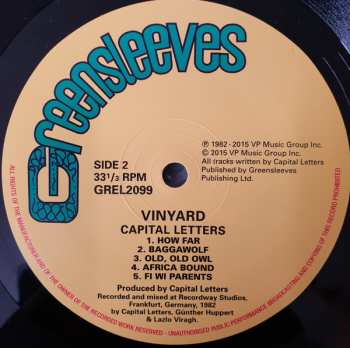 Greensleeves
℗ 1982 - 2015 VP Music Group Inc.
© 2015 VP Music Group Inc.
All tracks written by Capital Letters
Published by Greensleeves
Publishing Ltd.
SIDE 2
33¹/₃ RPM
GREL2099
VINYARD
CAPITAL LETTERS
1. HOW FAR
2. BAGGAWOLF
3. OLD, OLD OWL
4. AFRICA BOUND
5. FI WI PARENTS
Produced by Capital Letters
Recorded and mixed at Recordway Studios,
Frankfurt, Germany, 1982
by Capital Letters, Günther Huppert
& Lazlo Viragh.
ALL RIGHTS OF THE MANUFACTURER AND OF THE OWNER OF THE RECORDED WORK RESERVED - UNAUTHORISED PUBLIC PERFORMANCE BROADCASTING AND COPYING OF THIS RECORD PROHIBITED